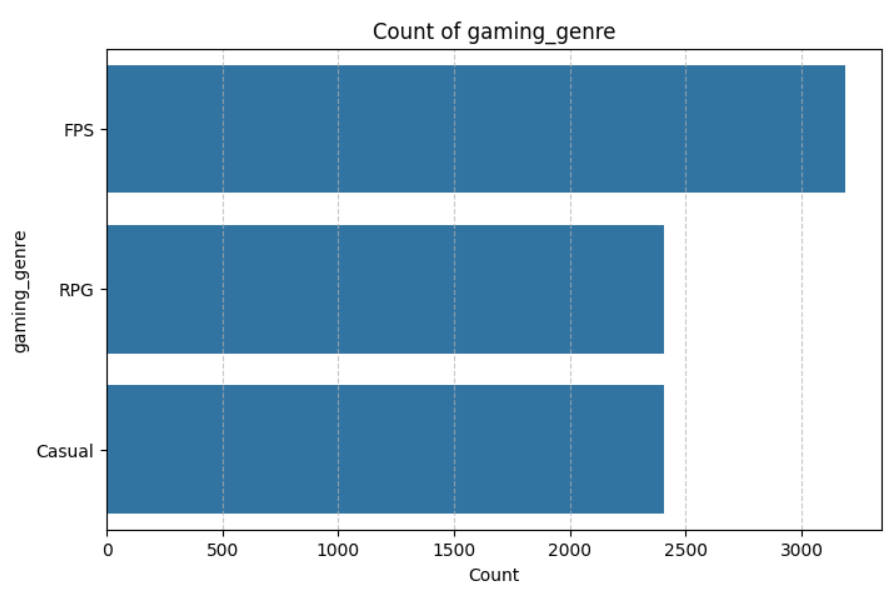 Count of gaming_genre
gaming_genre
FPS
RPG
Casual
0 500 1000 1500 2000 2500 3000
Count